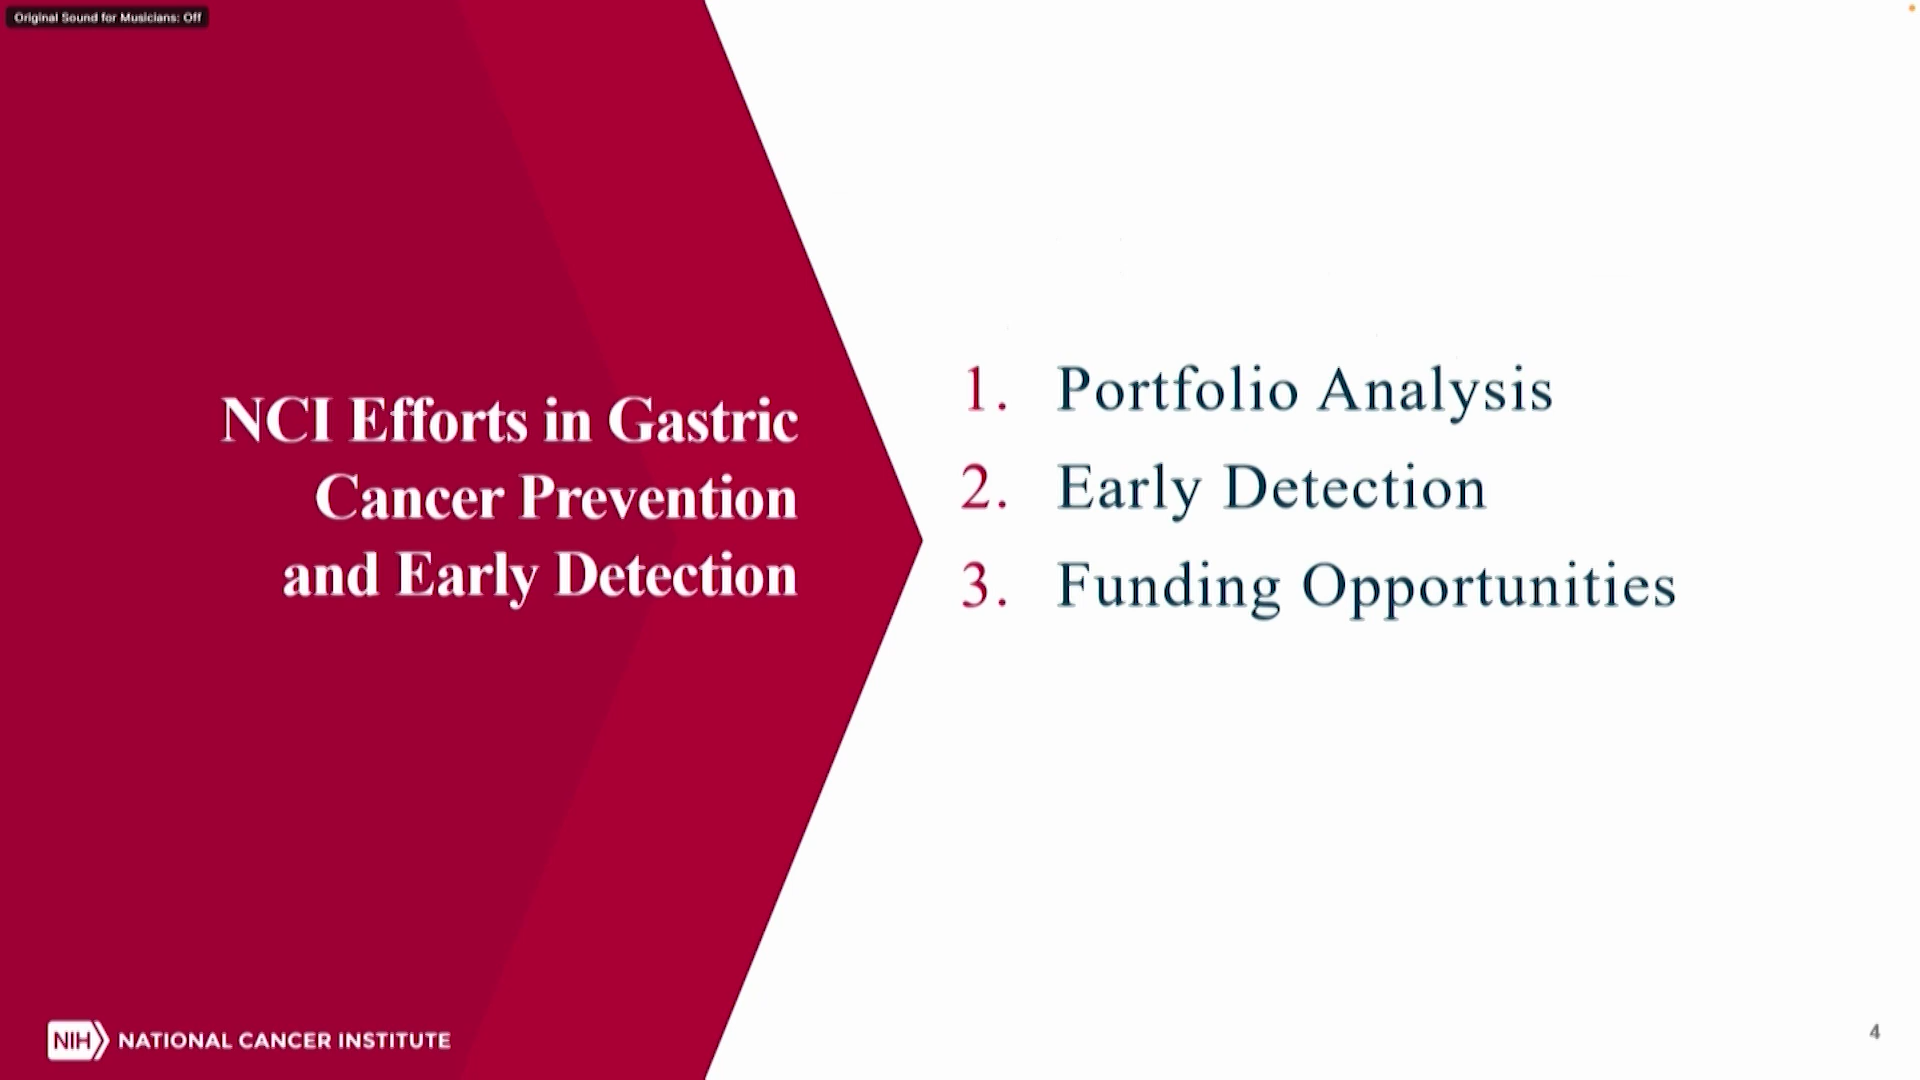 Original Sound for Musicians: Off
NCI Efforts in Gastric
Cancer Prevention
and Early Detection
1. Portfolio Analysis
2. Early Detection
3. Funding Opportunities
NIH NATIONAL CANCER INSTITUTE
4